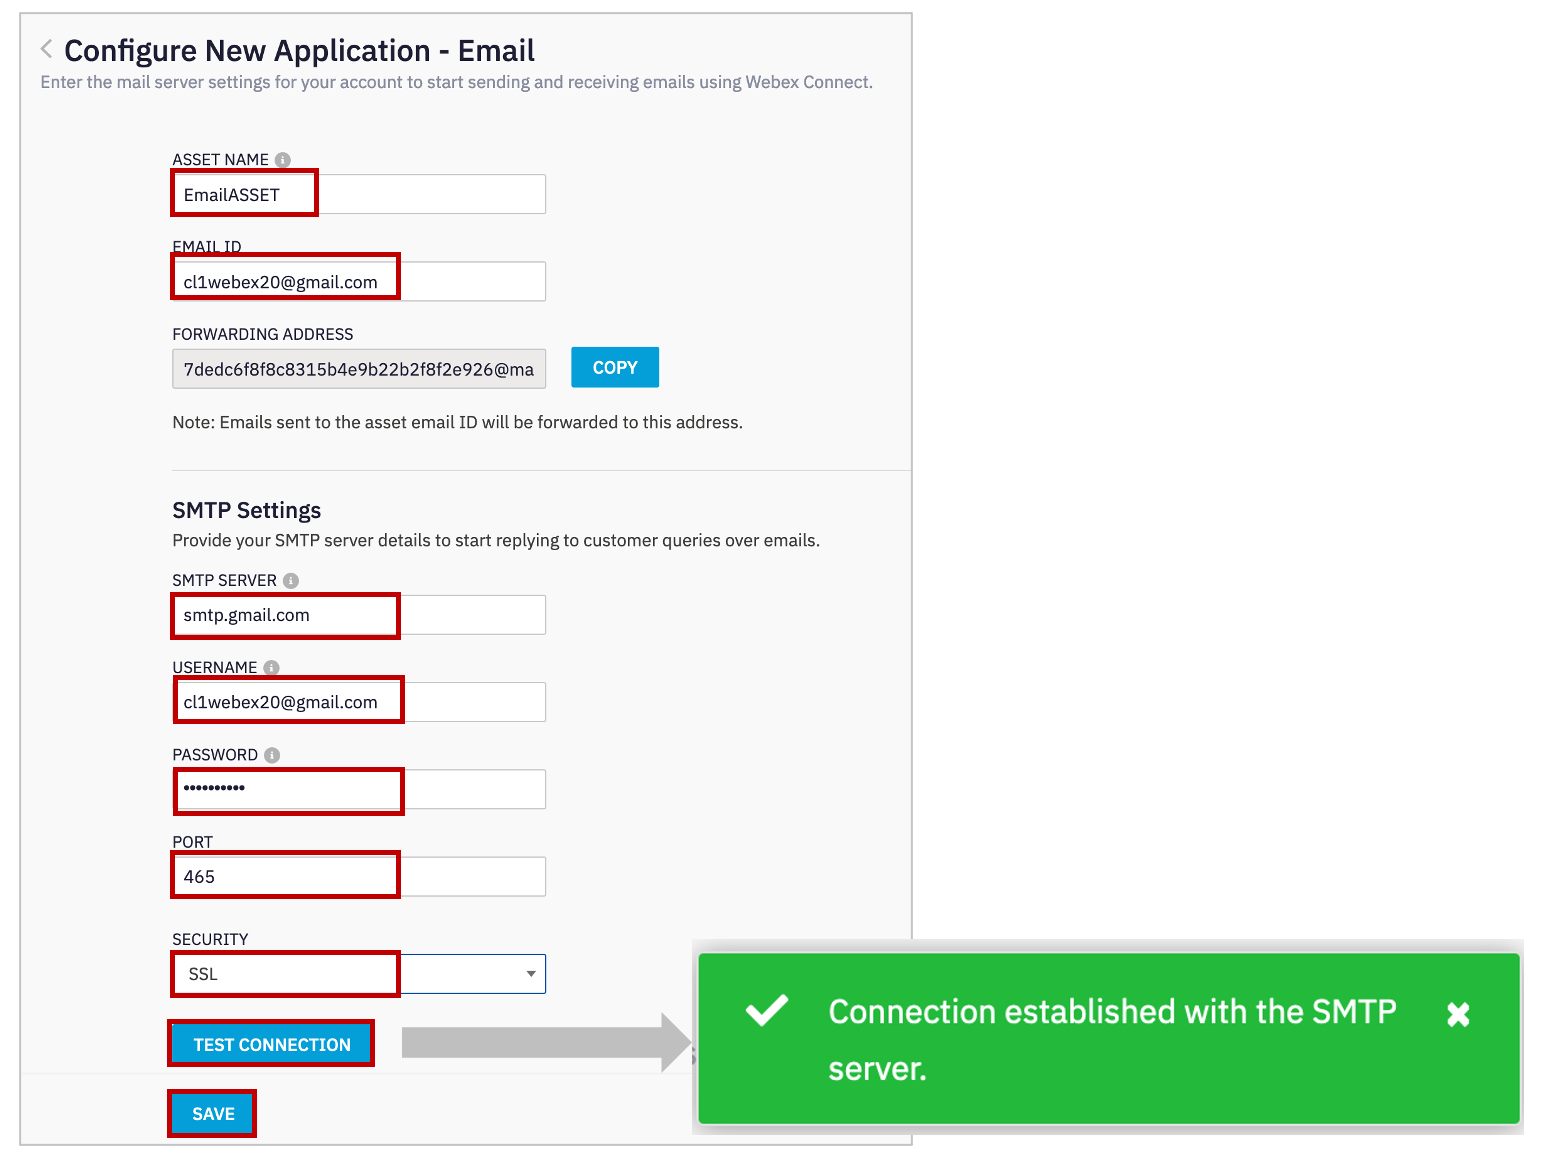 Configure New Application - Email
Enter the mail server settings for your account to start sending and receiving emails using Webex Connect.
ASSET NAME
EmailASSET
EMAIL ID
cl1webex20@gmail.com
FORWARDING ADDRESS
7dedc6f8f8c8315b4e9b22b2f8f2e926@ma
COPY
Note: Emails sent to the asset email ID will be forwarded to this address.
SMTP Settings
Provide your SMTP server details to start replying to customer queries over emails.
SMTP SERVER
smtp.gmail.com
USERNAME
cl1webex20@gmail.com
PASSWORD
••••••••••
PORT
465
SECURITY
SSL
TEST CONNECTION
Connection established with the SMTP
server.
SAVE